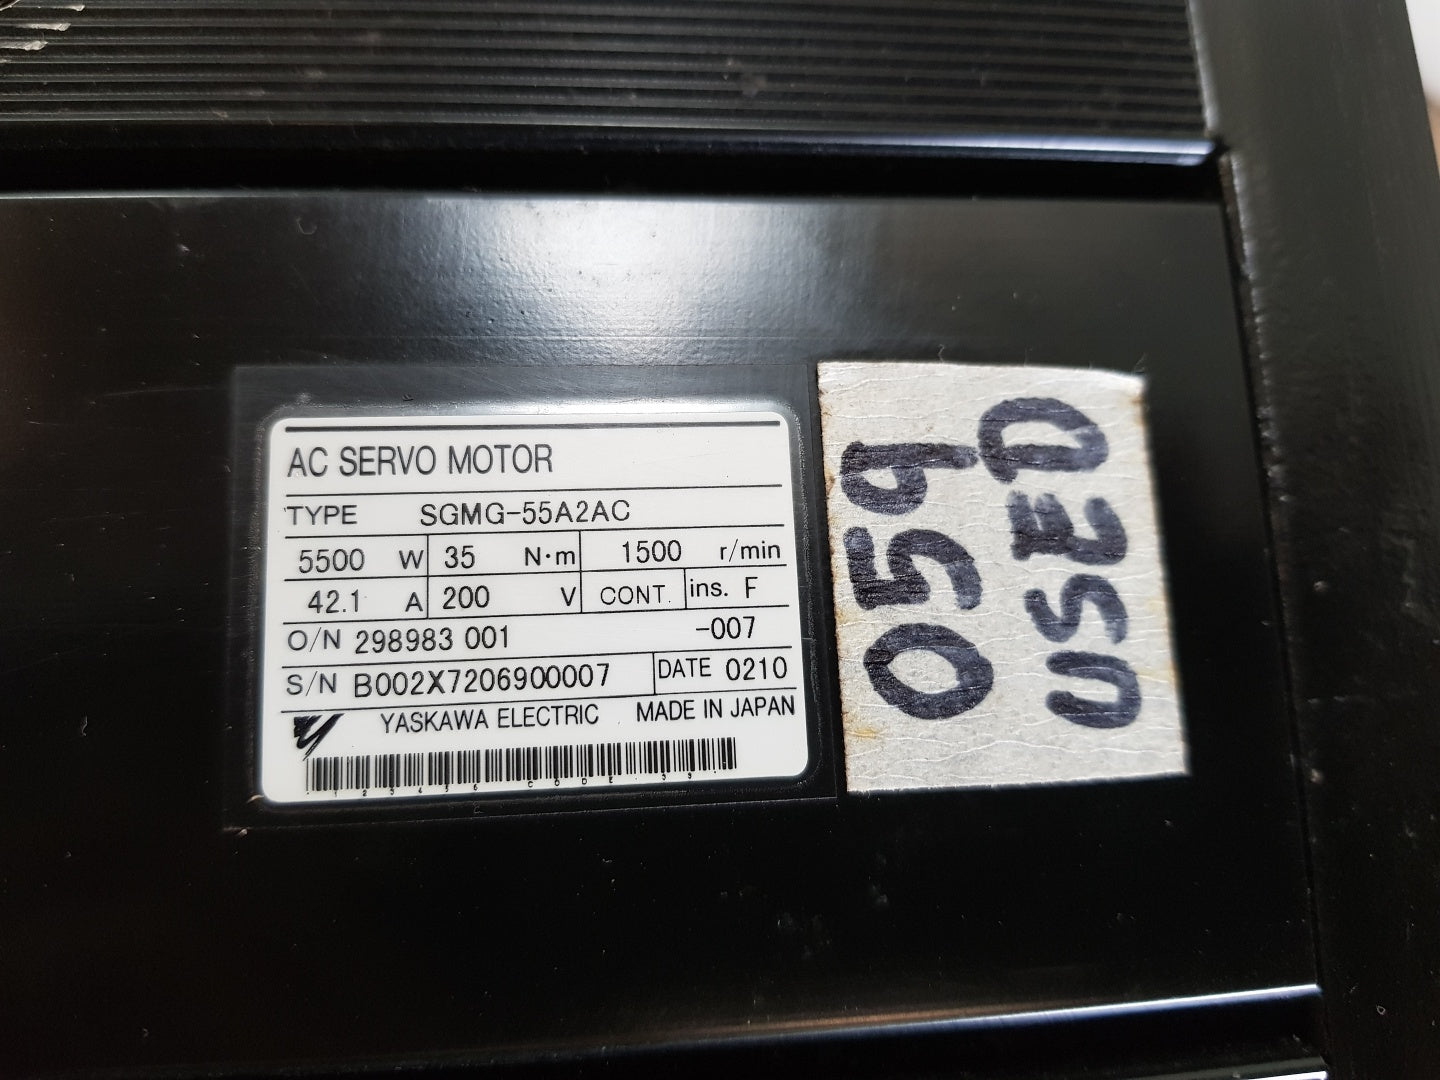 AC SERVO MOTOR
TYPE SGMG-55A2AC
5500 W 35 N·m 1500 r/min
42.1 A 200 V CONT. ins. F
O/N 298983 001 -007
S/N B002X7206900007 DATE 0210
YASKAWA ELECTRIC MADE IN JAPAN
059
USED